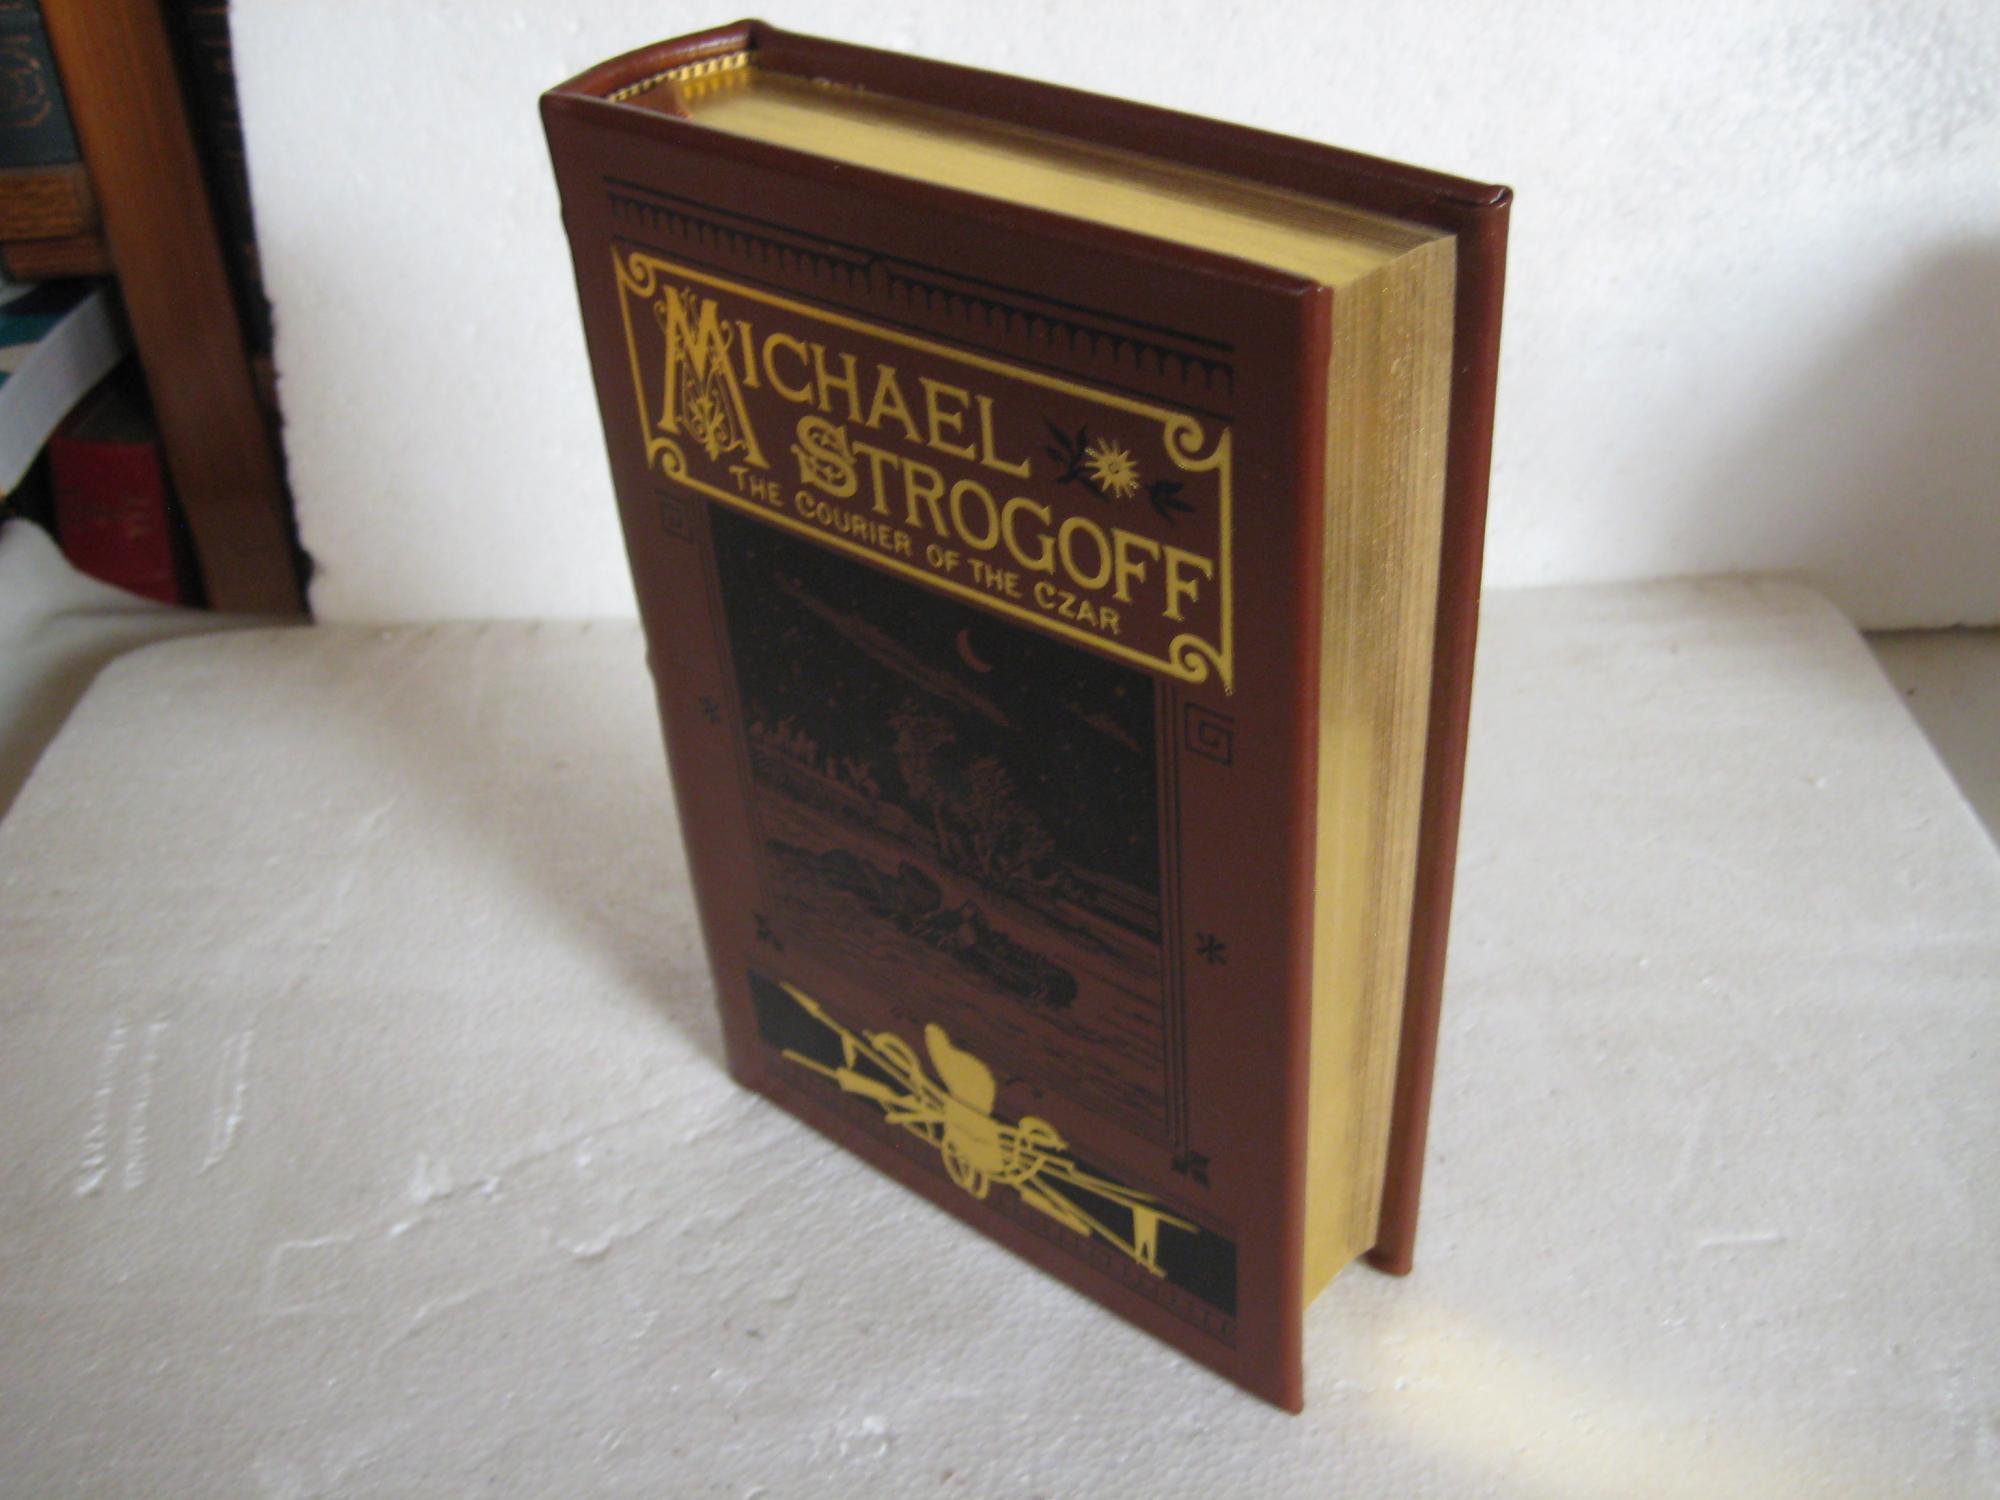 MICHAEL
STROGOFF
THE COURIER OF THE CZAR